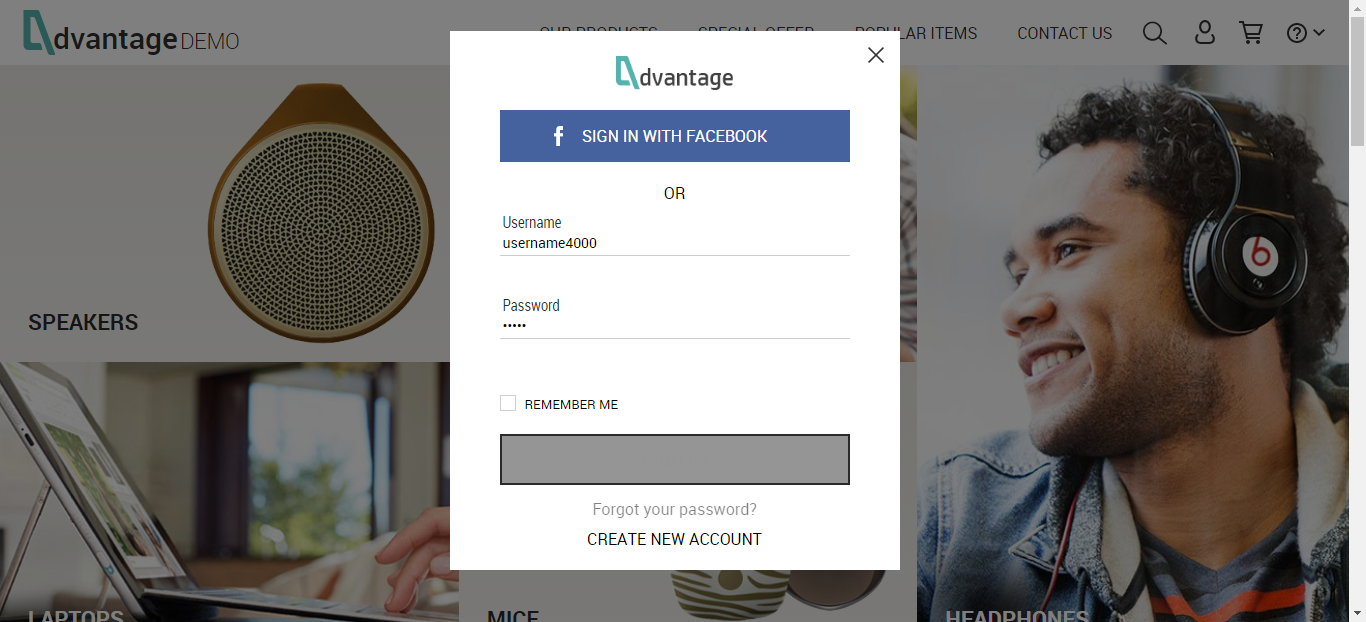 dvantage DEMO
OUR PRODUCTS SPECIAL OFFER POPULAR ITEMS CONTACT US
dvantage
SIGN IN WITH FACEBOOK
OR
Username
username4000
Password
•••••
REMEMBER ME
Forgot your password?
CREATE NEW ACCOUNT
SPEAKERS
LAPTOPS
MICE
HEADPHONES